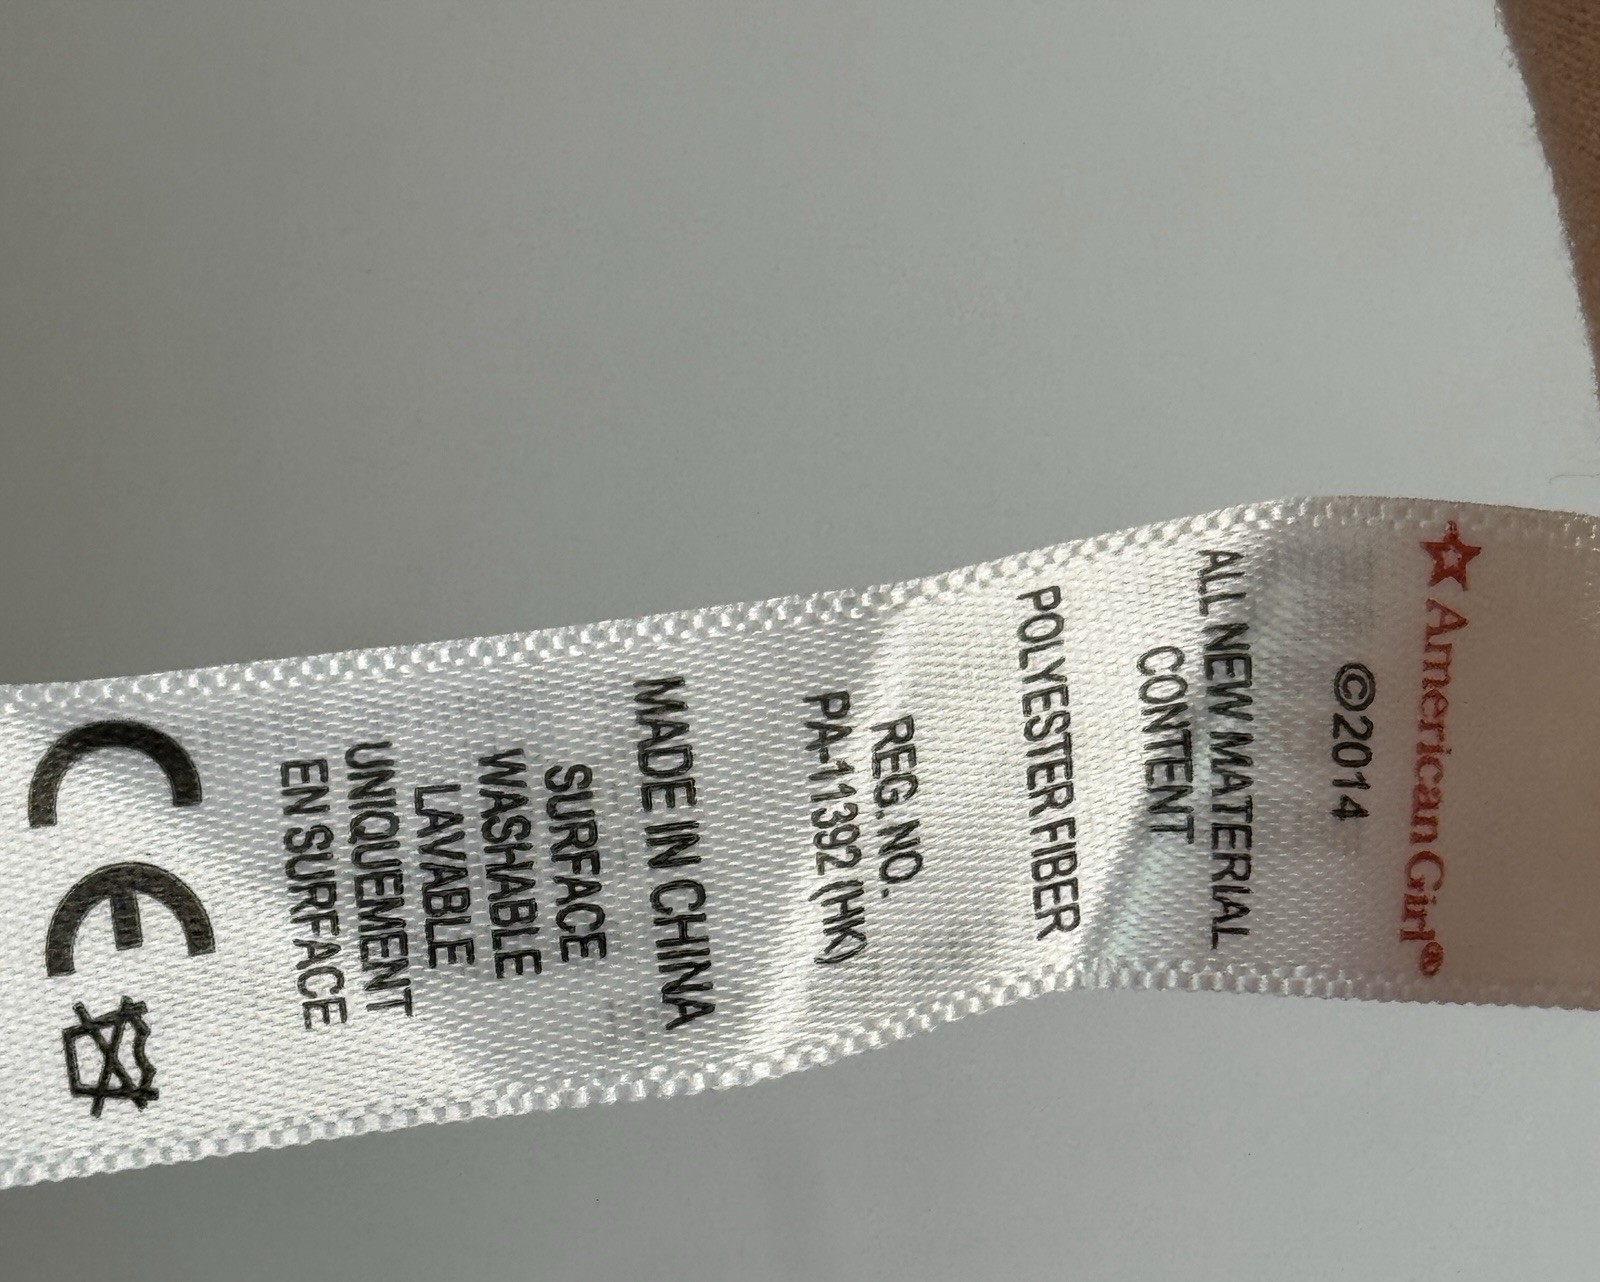 American Girl®
©2014
ALL NEW MATERIAL
CONTENT
POLYESTER FIBER
REG. NO.
PA-11392 (HK)
MADE IN CHINA
SURFACE
WASHABLE
LAVABLE
UNIQUEMENT
EN SURFACE
CE